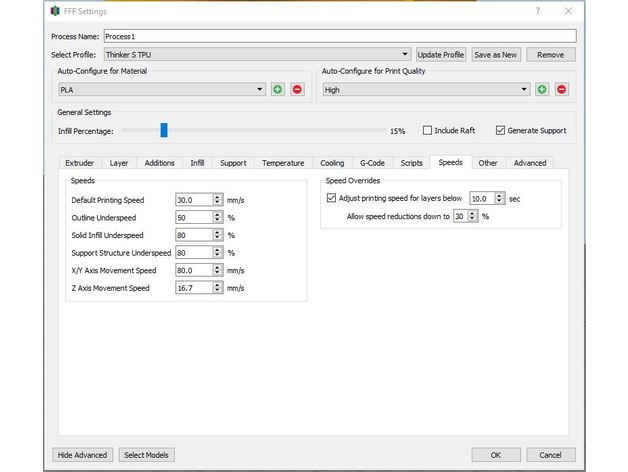 FFF Settings ? ×
Process Name: Process1
Select Profile: Thinker S TPU Update Profile Save as New Remove
Auto-Configure for Material Auto-Configure for Print Quality
PLA High
General Settings
Infill Percentage: 15% Include Raft Generate Support
Extruder Layer Additions Infill Support Temperature Cooling G-Code Scripts Speeds Other Advanced
Speeds Speed Overrides
Default Printing Speed 30.0 mm/s Adjust printing speed for layers below 10.0 sec
Outline Underspeed 50 % Allow speed reductions down to 30 %
Solid Infill Underspeed 80 %
Support Structure Underspeed 80 %
X/Y Axis Movement Speed 80.0 mm/s
Z Axis Movement Speed 16.7 mm/s
Hide Advanced Select Models OK Cancel